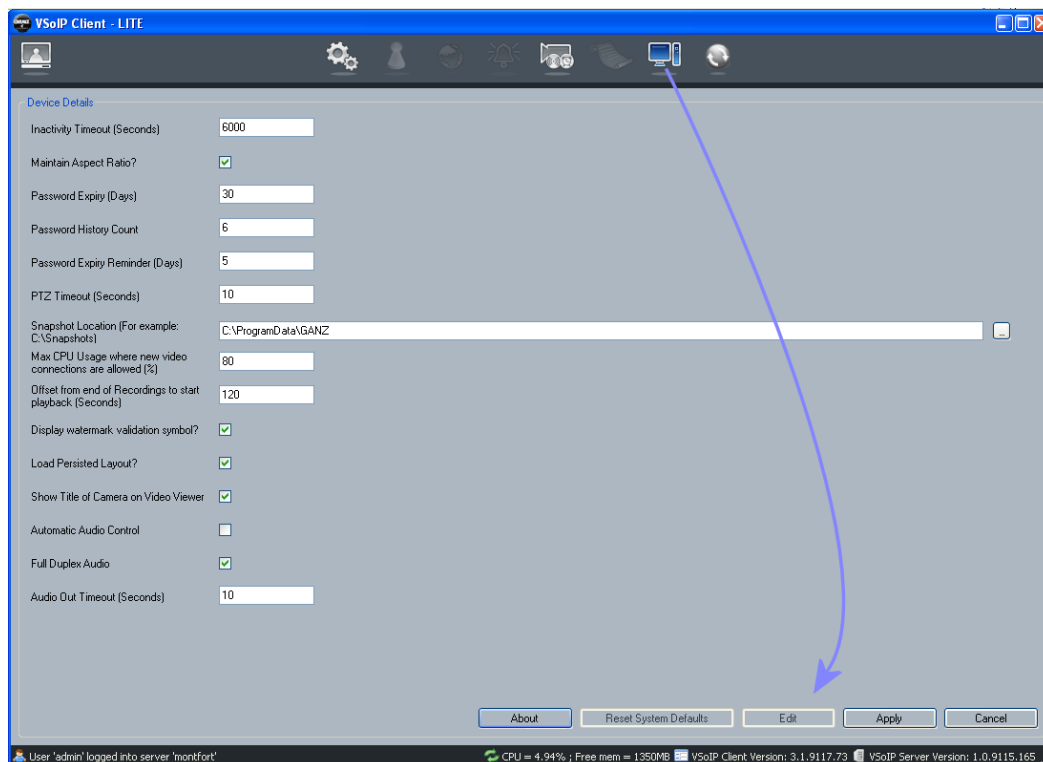 VSoIP Client - LITE
Device Details
Inactivity Timeout (Seconds) 6000
Maintain Aspect Ratio?
Password Expiry (Days) 30
Password History Count 6
Password Expiry Reminder (Days) 5
PTZ Timeout (Seconds) 10
Snapshot Location (For example:
C:\Snapshots) C:\ProgramData\GANZ ...
Max CPU Usage where new video
connections are allowed (%) 80
Offset from end of Recordings to start
playback (Seconds) 120
Display watermark validation symbol?
Load Persisted Layout?
Show Title of Camera on Video Viewer
Automatic Audio Control
Full Duplex Audio
Audio Out Timeout (Seconds) 10
About Reset System Defaults Edit Apply Cancel
User 'admin' logged into server 'montfort' CPU = 4.94% ; Free mem = 1350MB VSoIP Client Version: 3.1.9117.73 VSoIP Server Version: 1.0.9115.165